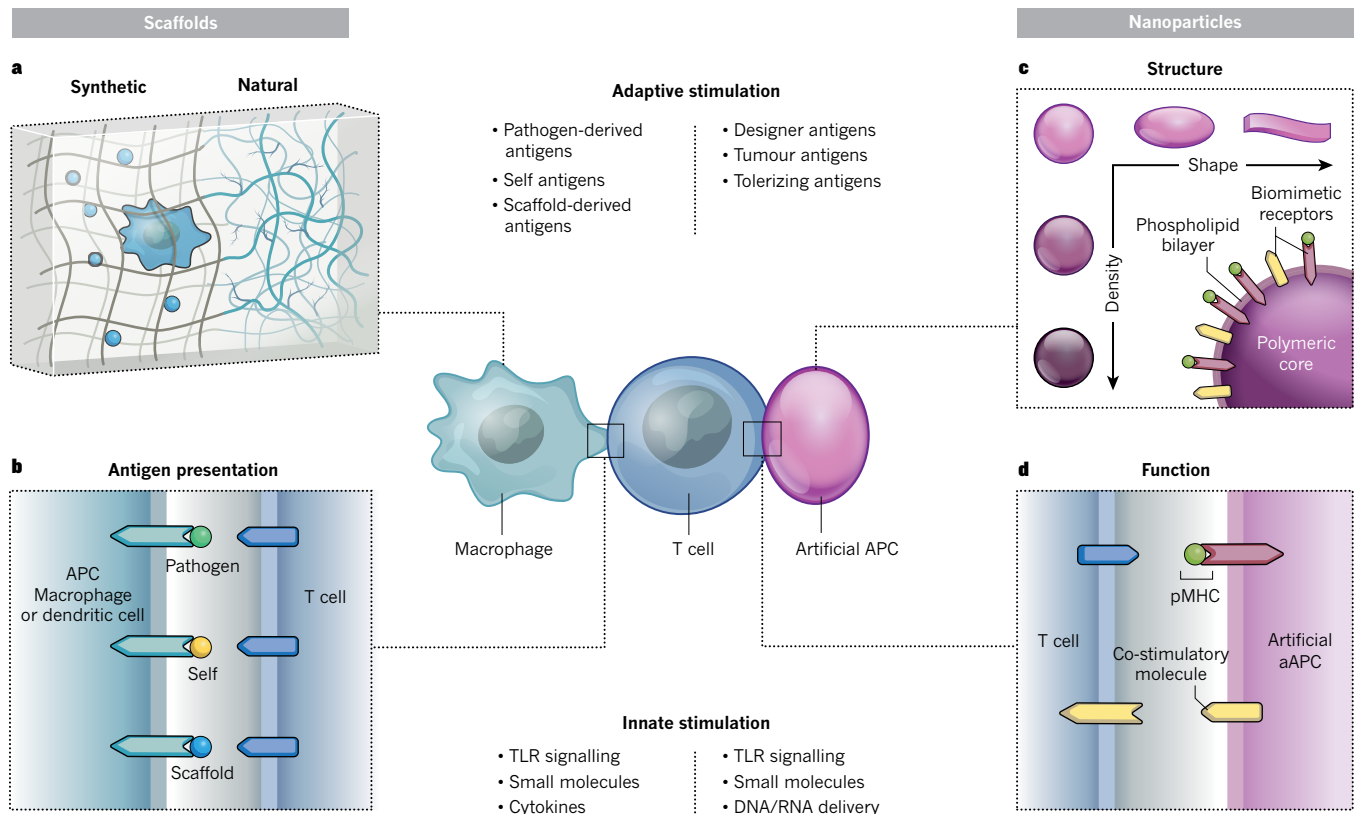 Scaffolds
Nanoparticles
a
Synthetic
Natural
Adaptive stimulation
• Pathogen-derived
antigens
• Self antigens
• Scaffold-derived
antigens
• Designer antigens
• Tumour antigens
• Tolerizing antigens
c
Structure
Shape
Density
Biomimetic
receptors
Phospholipid
bilayer
Polymeric
core
Macrophage
T cell
Artificial APC
b
Antigen presentation
APC
Macrophage
or dendritic cell
Pathogen
Self
Scaffold
T cell
Innate stimulation
• TLR signalling
• Small molecules
• Cytokines
• TLR signalling
• Small molecules
• DNA/RNA delivery
d
Function
T cell
pMHC
Co-stimulatory
molecule
Artificial
aAPC